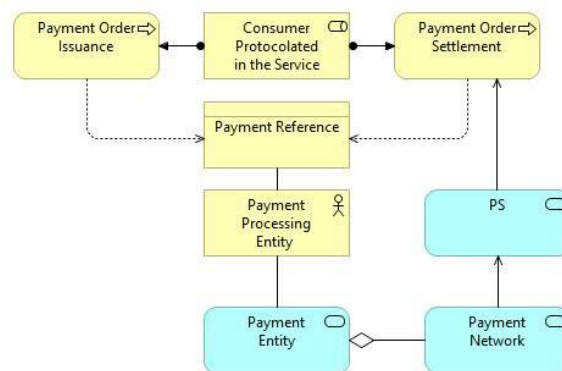 Payment Order
Issuance
Consumer
Protocolated
in the Service
Payment Order
Settlement
Payment Reference
Payment
Processing
Entity
PS
Payment
Entity
Payment
Network